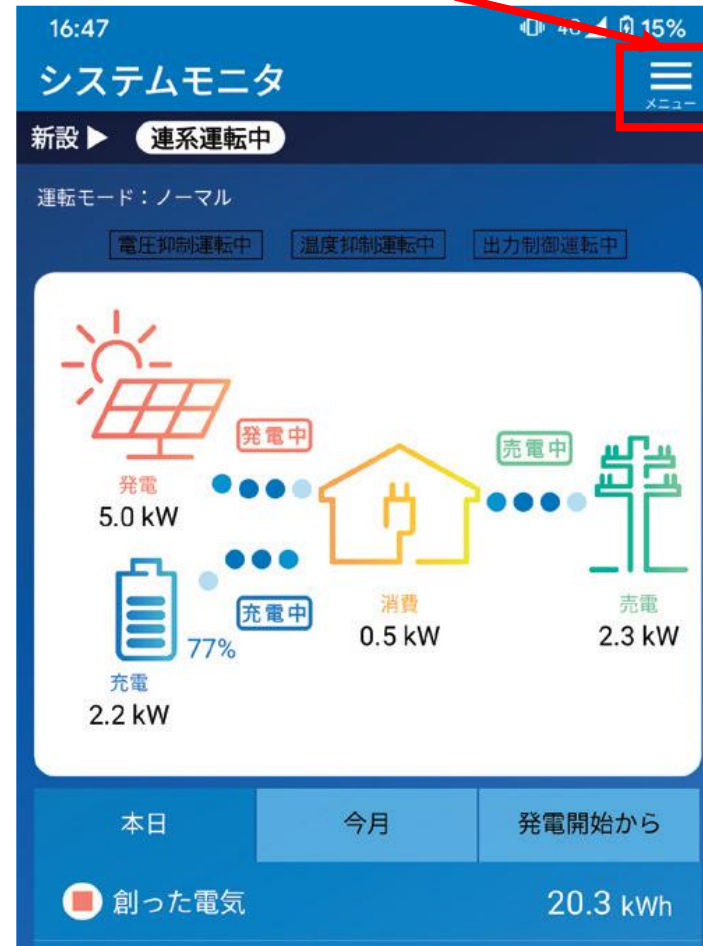 16:47 4G 15%
システムモニタ
メニュー
新設▶ 連系運転中
運転モード：ノーマル
電圧抑制運転中 温度抑制運転中 出力制御運転中
発電中
売電中
発電
5.0 kW
充電中
77%
消費
0.5 kW
売電
2.3 kW
充電
2.2 kW
本日 今月 発電開始から
創った電気 20.3 kWh